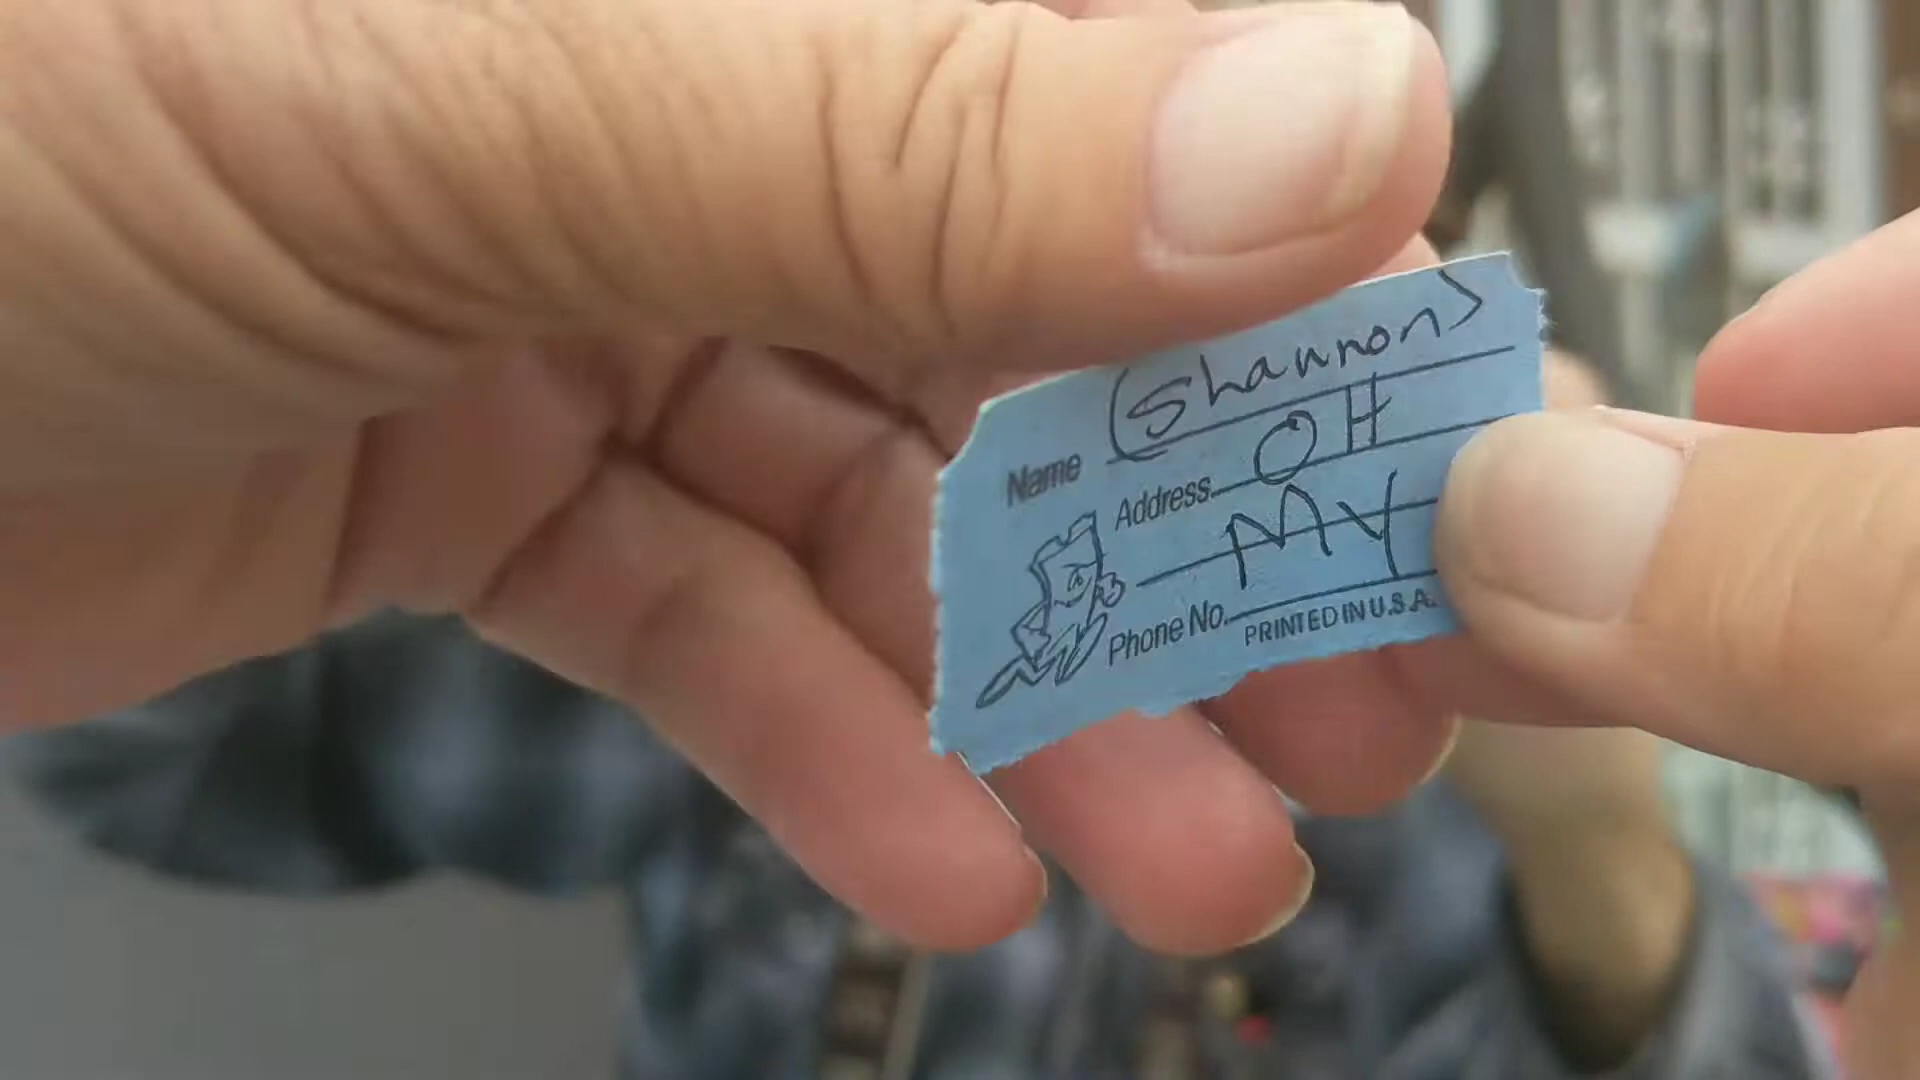 Name (Shannon)
Address OH
MY
Phone No.
PRINTED IN U.S.A.